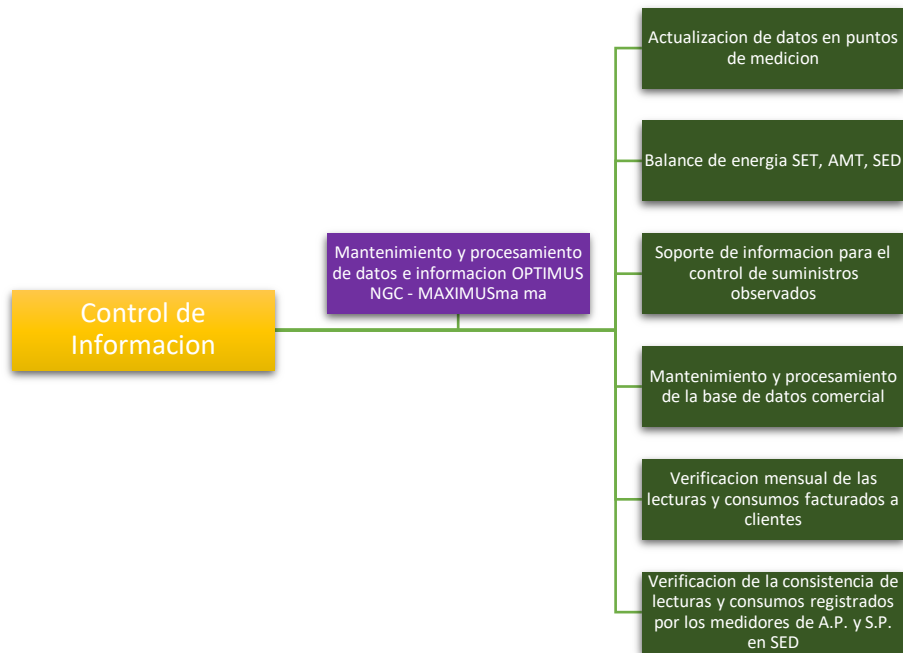 Control de
Informacion
Mantenimiento y procesamiento
de datos e informacion OPTIMUS
NGC - MAXIMUSma ma
Actualizacion de datos en puntos
de medicion
Balance de energia SET, AMT, SED
Soporte de informacion para el
control de suministros
observados
Mantenimiento y procesamiento
de la base de datos comercial
Verificacion mensual de las
lecturas y consumos facturados a
clientes
Verificacion de la consistencia de
lecturas y consumos registrados
por los medidores de A.P. y S.P.
en SED